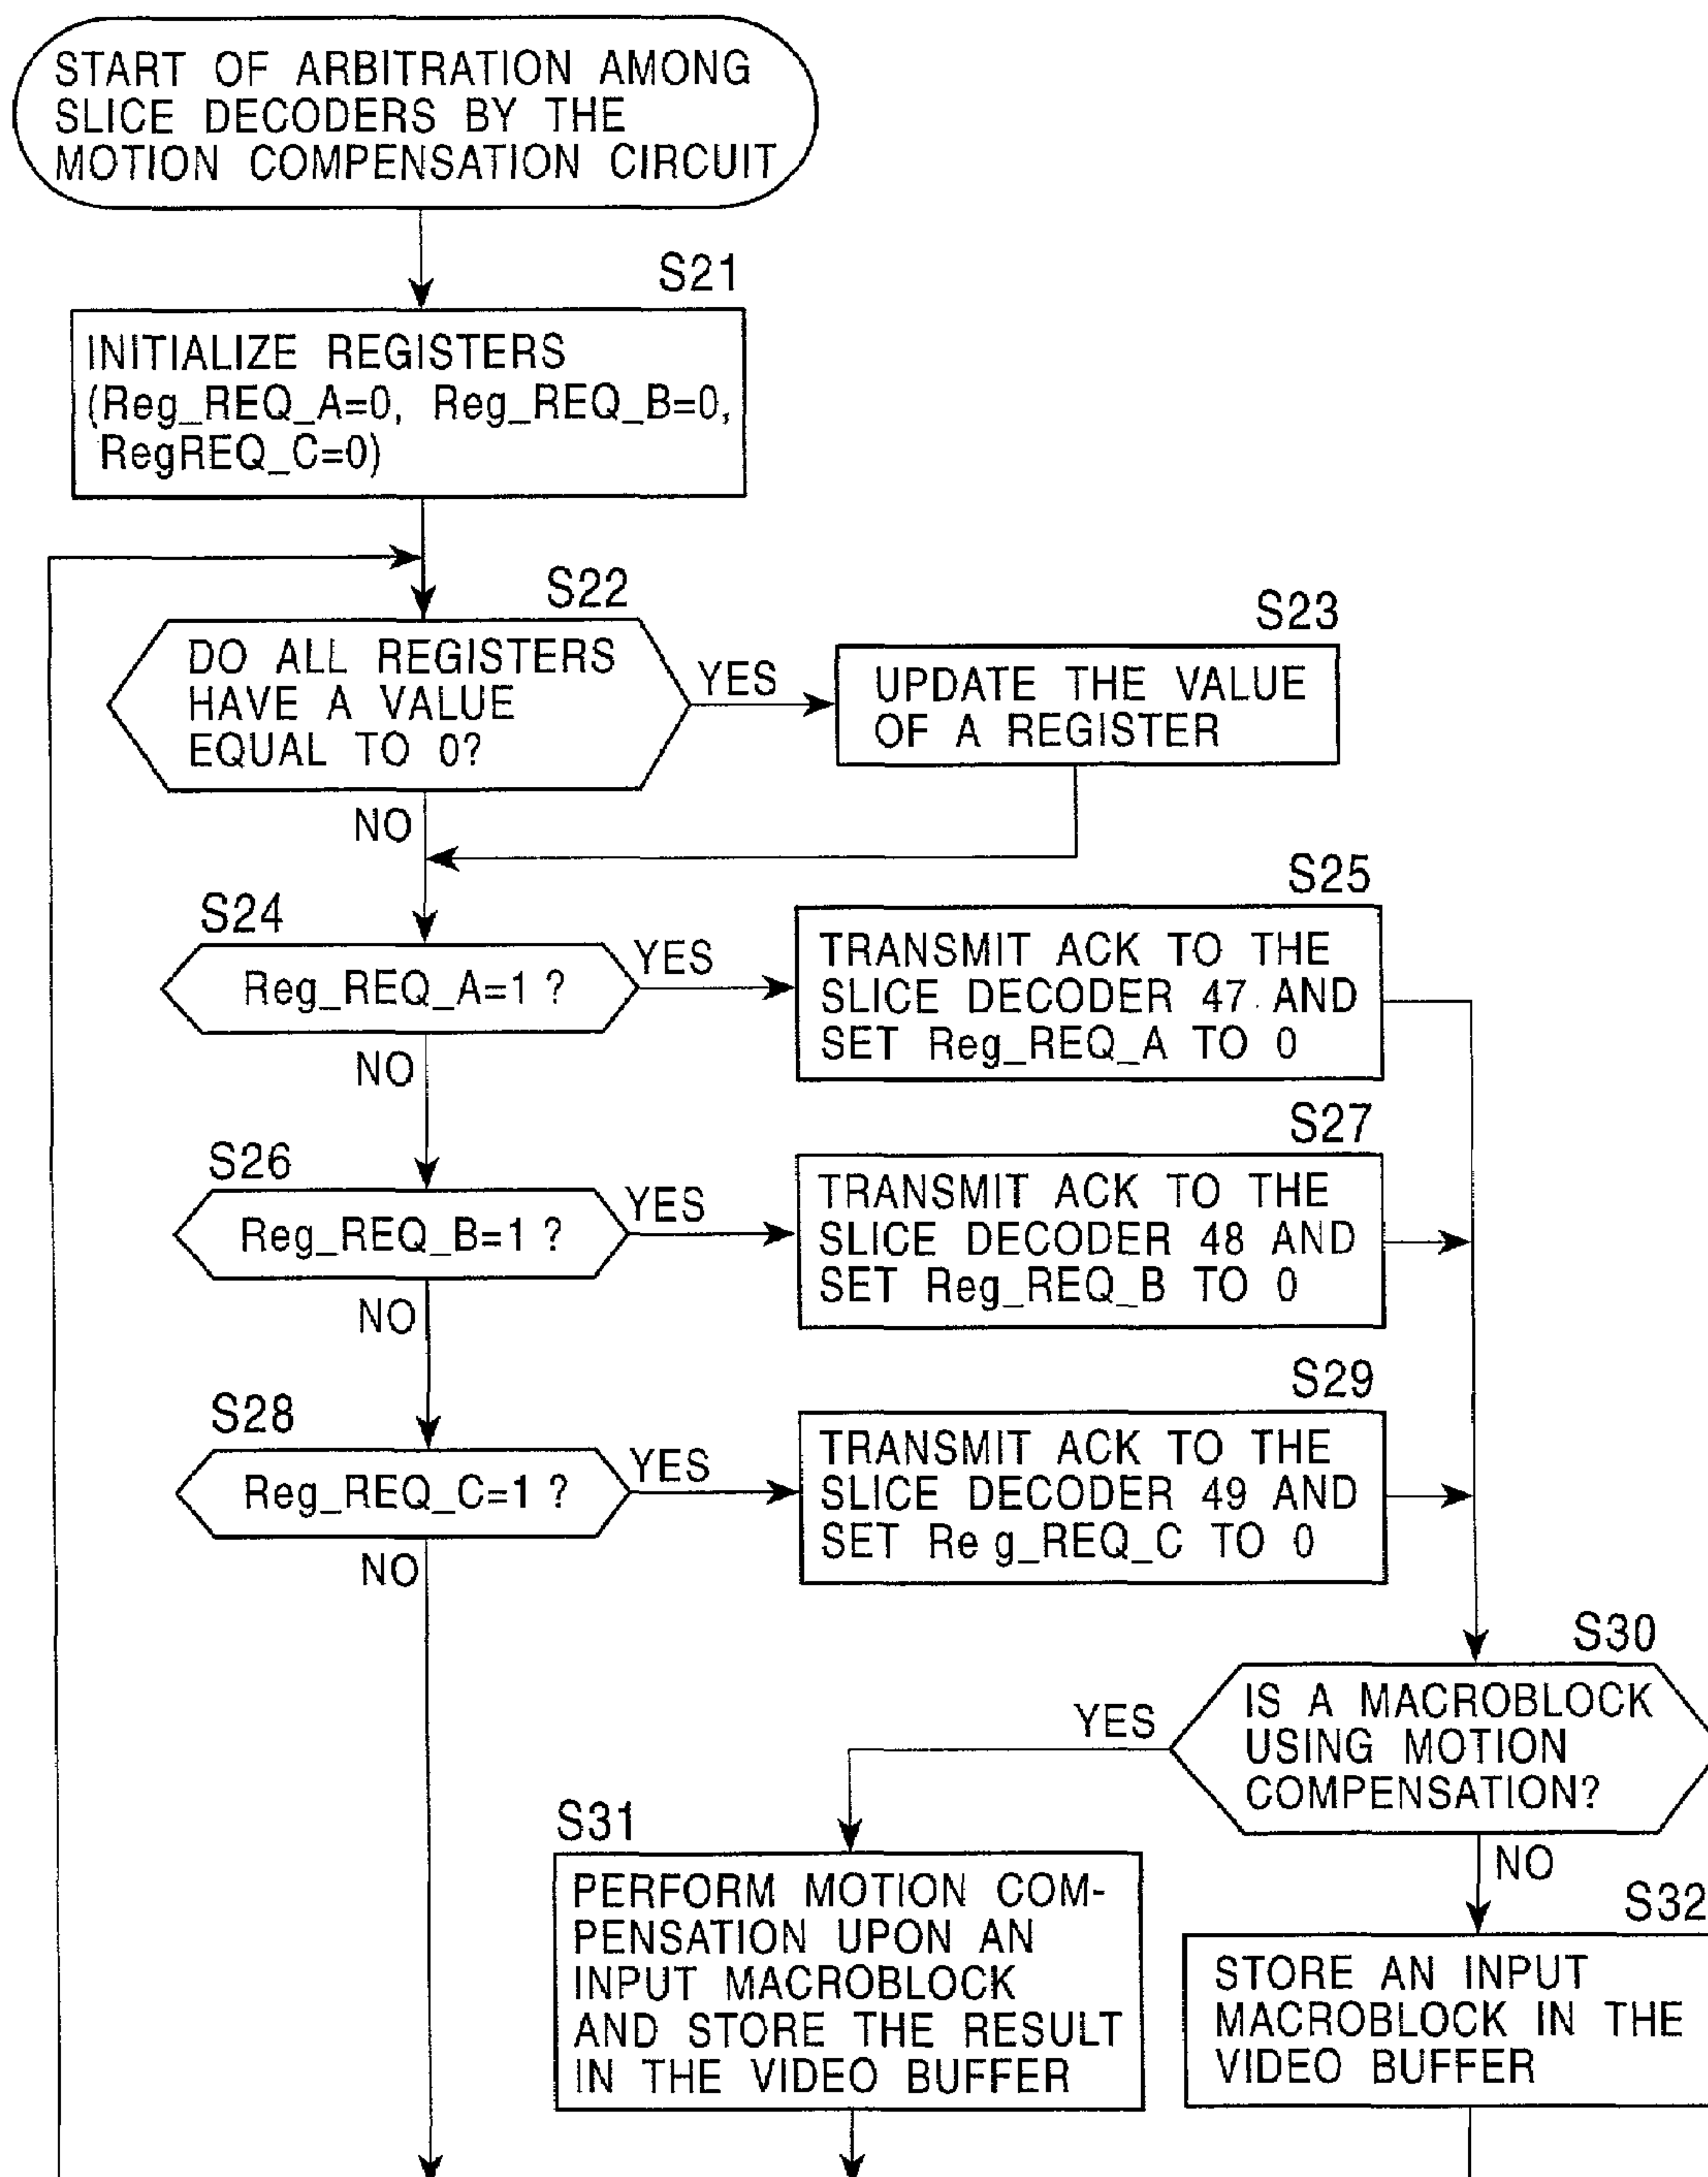 START OF ARBITRATION AMONG
SLICE DECODERS BY THE
MOTION COMPENSATION CIRCUIT
S21
INITIALIZE REGISTERS
(Reg_REQ_A=0, Reg_REQ_B=0,
RegREQ_C=0)
S22
DO ALL REGISTERS
HAVE A VALUE
EQUAL TO 0?
YES
NO
S23
UPDATE THE VALUE
OF A REGISTER
S24
Reg_REQ_A=1 ?
YES
NO
S25
TRANSMIT ACK TO THE
SLICE DECODER 47 AND
SET Reg_REQ_A TO 0
S26
Reg_REQ_B=1 ?
YES
NO
S27
TRANSMIT ACK TO THE
SLICE DECODER 48 AND
SET Reg_REQ_B TO 0
S28
Reg_REQ_C=1 ?
YES
NO
S29
TRANSMIT ACK TO THE
SLICE DECODER 49 AND
SET Re g_REQ_C TO 0
S30
IS A MACROBLOCK
USING MOTION
COMPENSATION?
YES
NO
S31
PERFORM MOTION COM-
PENSATION UPON AN
INPUT MACROBLOCK
AND STORE THE RESULT
IN THE VIDEO BUFFER
S32
STORE AN INPUT
MACROBLOCK IN THE
VIDEO BUFFER